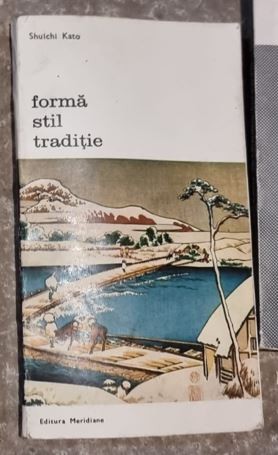 Shuichi Kato
formă
stil
tradiție
Editura Meridiane